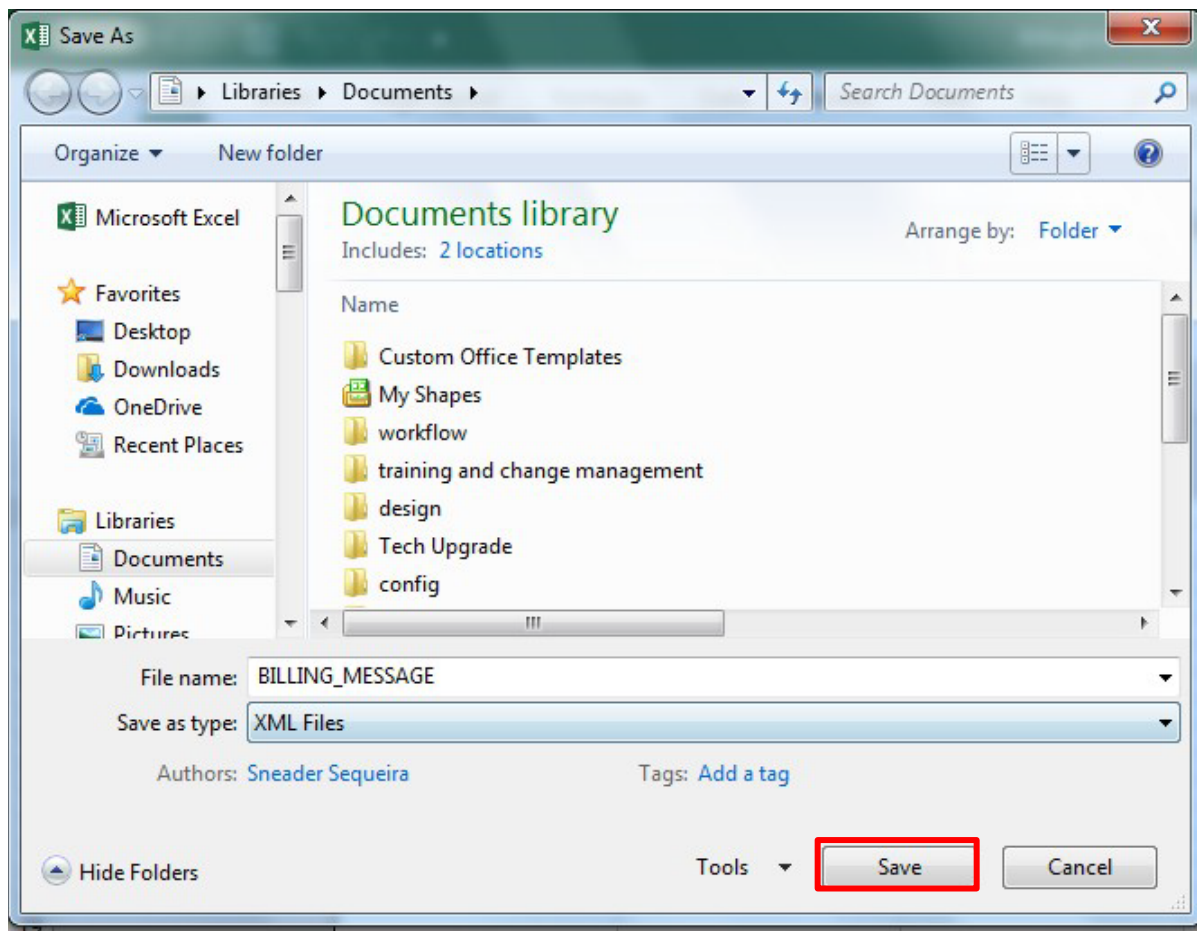 Save As
Libraries Documents
Search Documents
Organize New folder
Microsoft Excel
Favorites
Desktop
Downloads
OneDrive
Recent Places
Libraries
Documents
Music
Pictures
Documents library
Includes: 2 locations
Arrange by: Folder
Name
Custom Office Templates
My Shapes
workflow
training and change management
design
Tech Upgrade
config
File name: BILLING_MESSAGE
Save as type: XML Files
Authors: Sneader Sequeira Tags: Add a tag
Hide Folders Tools Save Cancel